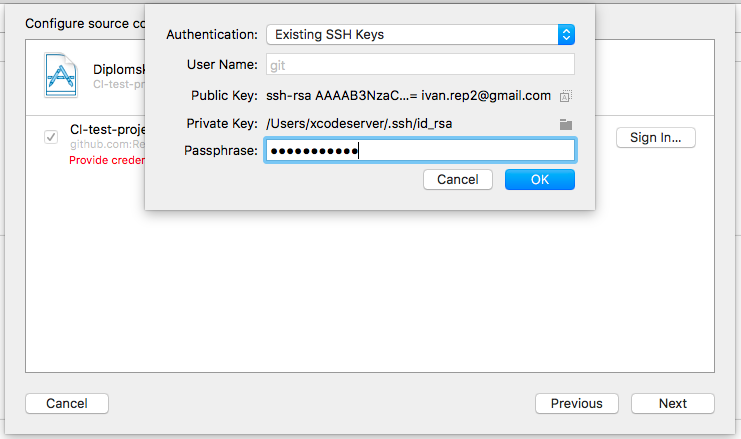 Configure source co
Authentication: Existing SSH Keys
User Name: git
Public Key: ssh-rsa AAAAB3NzaC...= ivan.rep2@gmail.com
Private Key: /Users/xcodeserver/.ssh/id_rsa
Passphrase: ●●●●●●●●●●●
Cancel OK
Diplomsk
CI-test-pr
CI-test-proje
github.com:Re
Provide creder
Sign In...
Cancel Previous Next